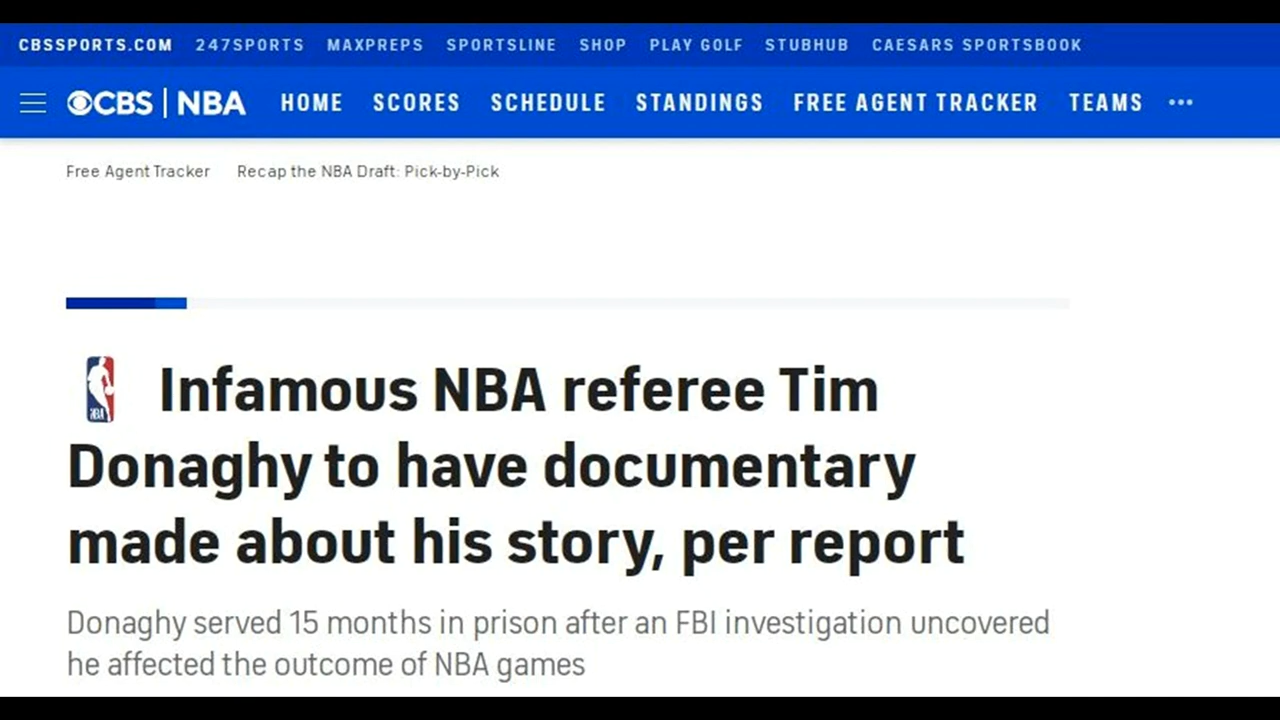 CBSSPORTS.COM 247SPORTS MAXPREPS SPORTSLINE SHOP PLAY GOLF STUBHUB CAESARS SPORTSBOOK
CBS | NBA HOME SCORES SCHEDULE STANDINGS FREE AGENT TRACKER TEAMS •••
Free Agent Tracker Recap the NBA Draft: Pick-by-Pick
NBA Infamous NBA referee Tim
Donaghy to have documentary
made about his story, per report
Donaghy served 15 months in prison after an FBI investigation uncovered
he affected the outcome of NBA games